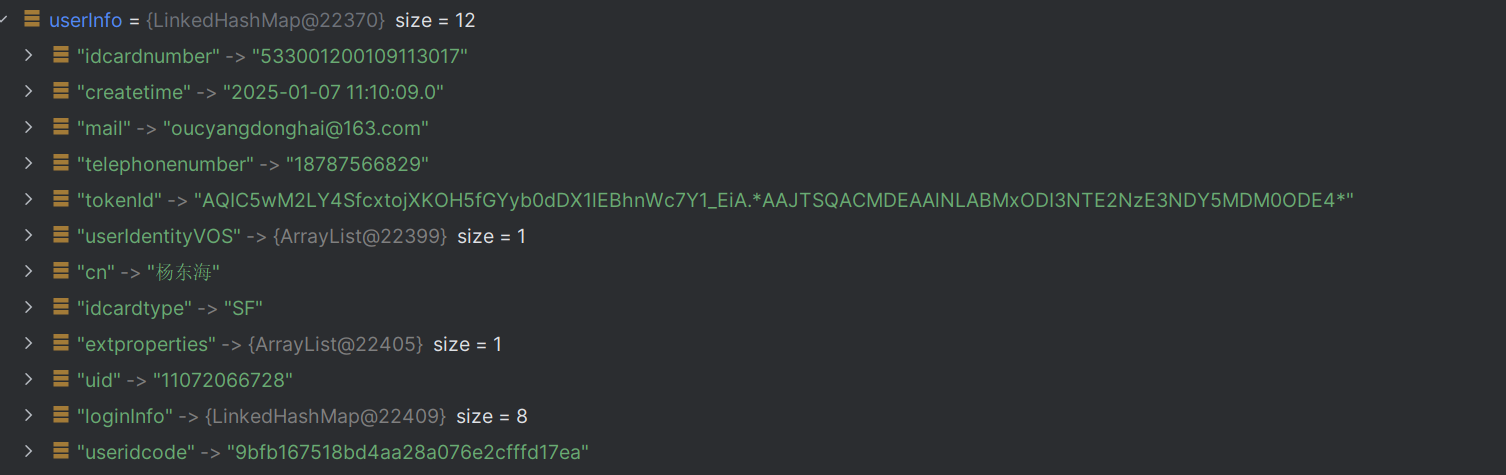 userInfo = {LinkedHashMap@22370} size = 12
"idcardnumber" -> "533001200109113017"
"createtime" -> "2025-01-07 11:10:09.0"
"mail" -> "oucyangdonghai@163.com"
"telephonenumber" -> "18787566829"
"tokenId" -> "AQIC5wM2LY4SfcxtojXKOH5fGYyb0dDX1lEBhnWc7Y1_EiA.*AAJTSQACMDEAAlNLABMxODI3NTE2NzE3NDY5MDM0ODE4*"
"userIdentityVOS" -> {ArrayList@22399} size = 1
"cn" -> "杨东海"
"idcardtype" -> "SF"
"extproperties" -> {ArrayList@22405} size = 1
"uid" -> "11072066728"
"loginInfo" -> {LinkedHashMap@22409} size = 8
"useridcode" -> "9bfb167518bd4aa28a076e2cfffd17ea"